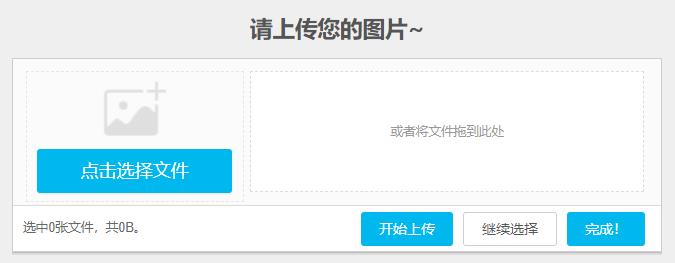 请上传您的图片~
点击选择文件
或者将文件拖到此处
选中0张文件，共0B。
开始上传
继续选择
完成！